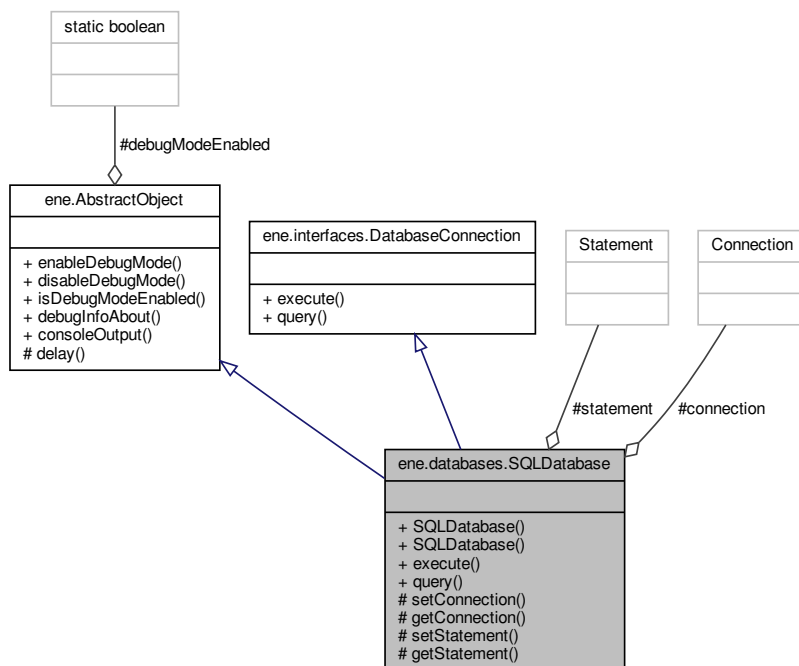 static boolean
#debugModeEnabled
ene.AbstractObject
+ enableDebugMode()
+ disableDebugMode()
+ isDebugModeEnabled()
+ debugInfoAbout()
+ consoleOutput()
# delay()
ene.interfaces.DatabaseConnection
+ execute()
+ query()
Statement
Connection
#statement
#connection
ene.databases.SQLDatabase
+ SQLDatabase()
+ SQLDatabase()
+ execute()
+ query()
# setConnection()
# getConnection()
# setStatement()
# getStatement()